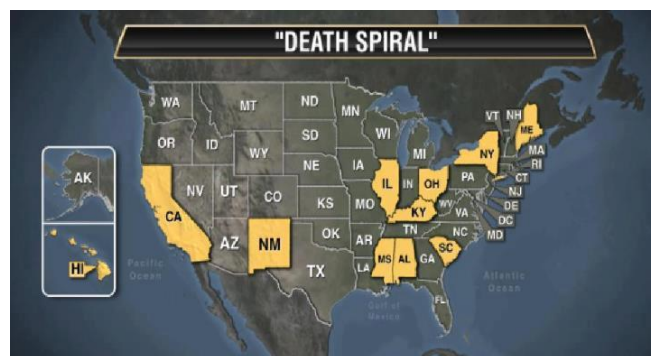 "DEATH SPIRAL"
WA
MT
ND
MN
VT NH
ME
OR
ID
SD
WI
MI
NY
MA
RI
WY
IA
CT
NE
PA
NJ
AK
NV
UT
CO
IL
IN
OH
DE
WV
DC
KS
MO
VA
MD
CA
KY
NC
OK
TN
AZ
NM
AR
SC
MS
AL
GA
TX
LA
HI
FL
Pacific
Ocean
Atlantic
Ocean
Gulf of
Mexico